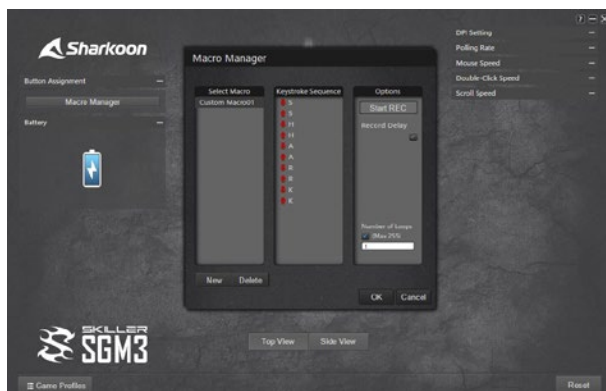 Sharkoon
Button Assignment
Macro Manager
Battery
DPI Setting
Polling Rate
Mouse Speed
Double-Click Speed
Scroll Speed
Macro Manager
Select Macro
Custom Macro01
Keystroke Sequence
S
S
H
H
A
A
R
R
K
K
Options
Start REC
Record Delay
Number of loops
(Max 255)
New Delete
OK Cancel
SKILLER
SGM3
Top View Side View
Game Profiles
Reset